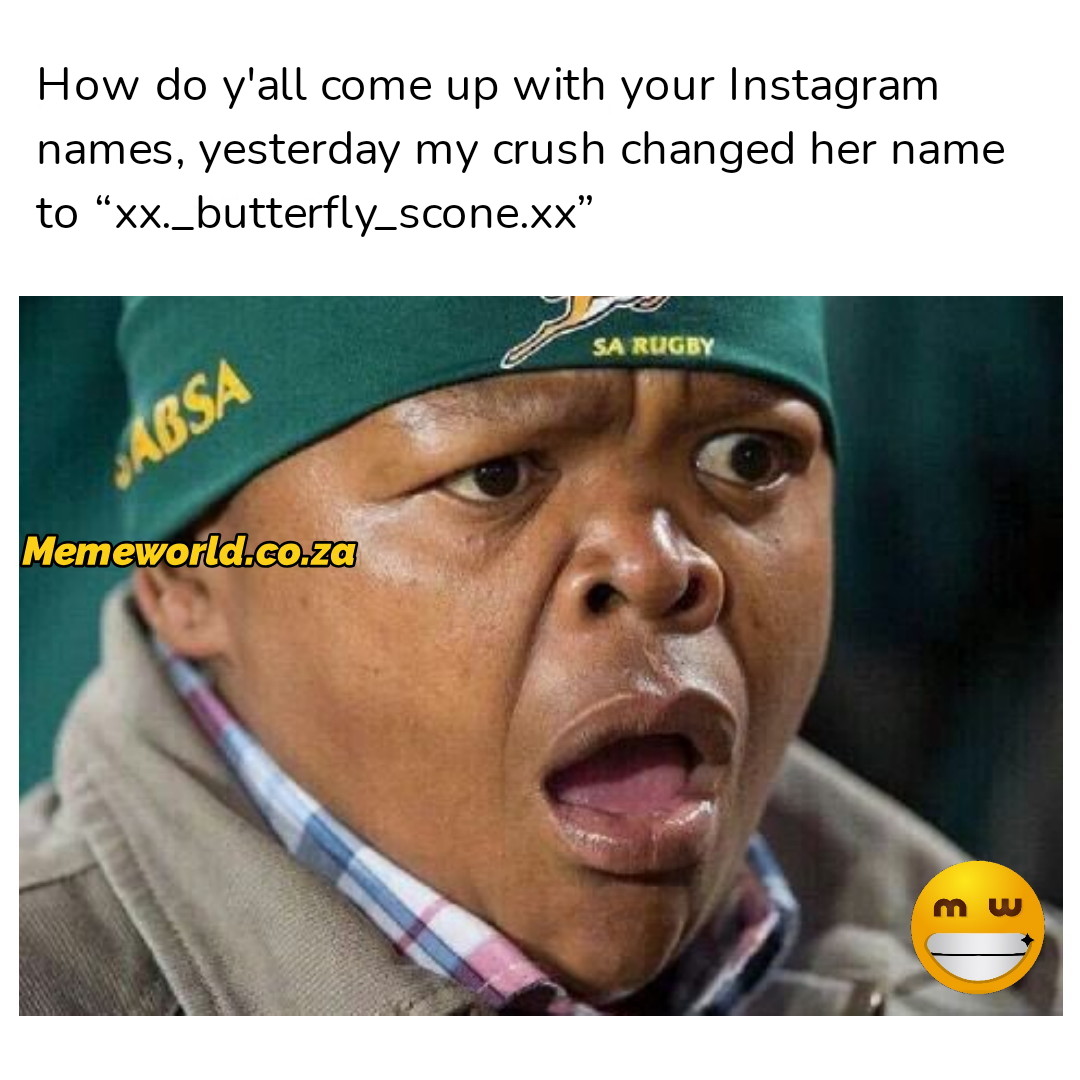 How do y'all come up with your Instagram
names, yesterday my crush changed her name
to “xx._butterfly_scone.xx”
SA RUGBY
ABSA
Memeworld.co.za
m w